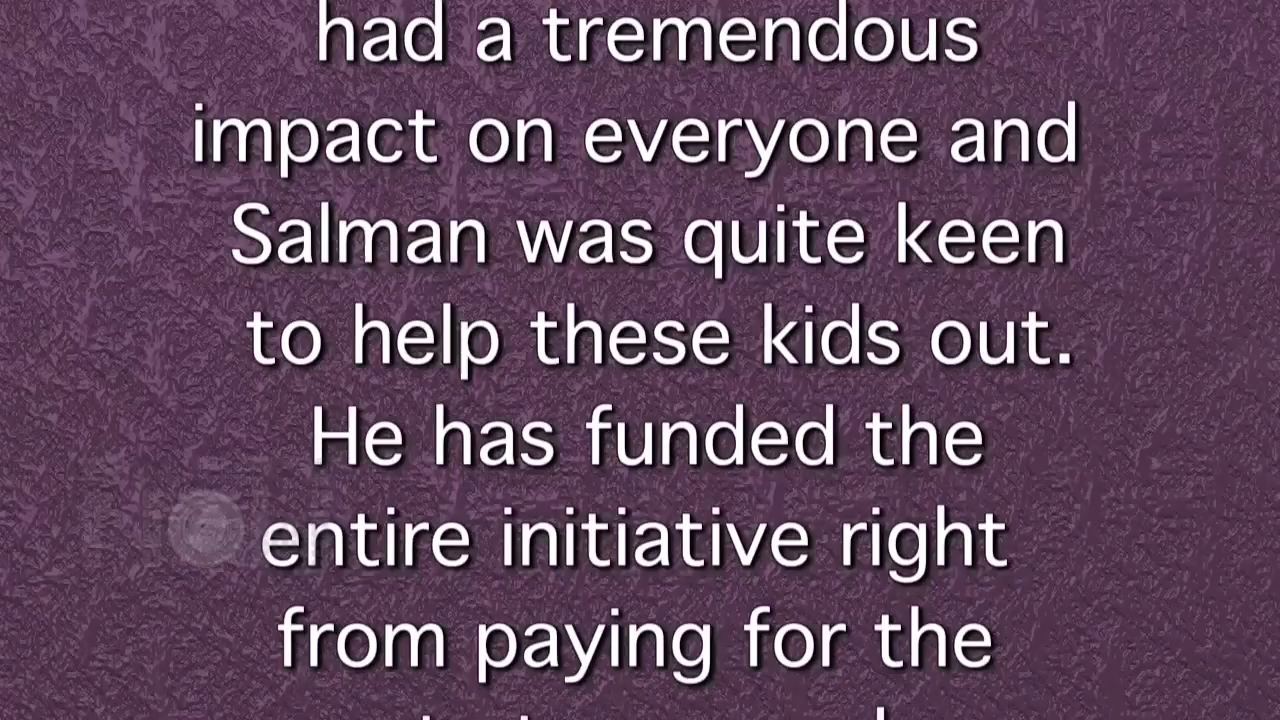 had a tremendous
impact on everyone and
Salman was quite keen
to help these kids out.
He has funded the
entire initiative right
from paying for the